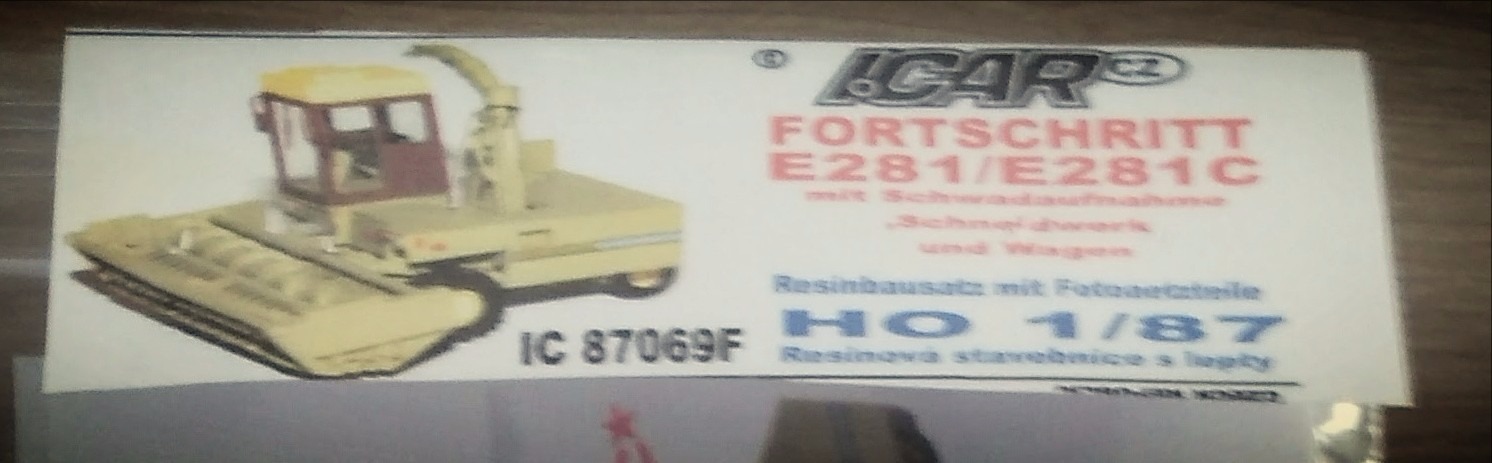 I.CAR CZ
FORTSCHRITT
E281/E281C
mit Schwadaufnahme
,Schneidwerk
und Wagen
Resinbausatz mit Fotoaetzteile
HO 1/87
Resinová stavebnice s lepty
IC 87069F